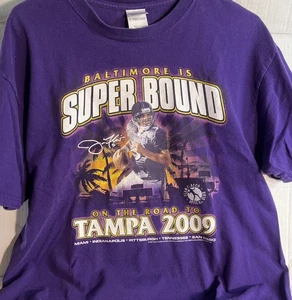 BALTIMORE IS
SUPER BOUND
ON THE ROAD TO
TAMPA 2009
MIAMI • INDIANAPOLIS • PITTSBURGH • TENNESSEE • SAN DIEGO